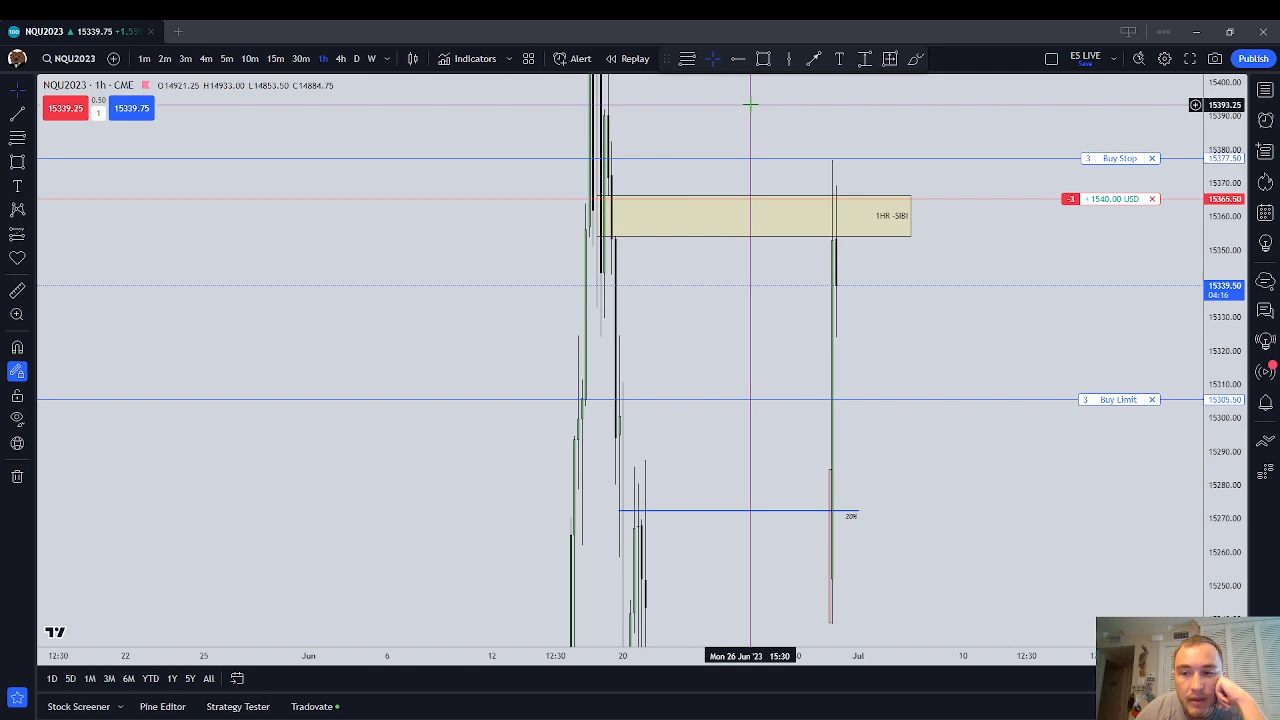 NQU2023 ▲ 15339.75 +1.59
NQU2023 1m 2m 3m 4m 5m 10m 15m 30m 1h 4h D W Indicators Alert Replay ES LIVE Save Publish
NQU2023 · 1h · CME O14921.25 H14933.00 L14853.50 C14884.75
15339.25 0.50 1 15339.75
15400.00
15393.25
15390.00
15380.00
3 Buy Stop 15377.50
15370.00
-3 +1540.00 USD 15365.50
1HR -SIBI 15360.00
15350.00
15339.50
04:16
15330.00
15320.00
15310.00
3 Buy Limit 15305.50
15300.00
15290.00
15280.00
20% 15270.00
15260.00
15250.00
12:30 22 25 Jun 6 12 12:30 20 Mon 26 Jun '23 15:30 Jul 10 12:30
1D 5D 1M 3M 6M YTD 1Y 5Y All
Stock Screener Pine Editor Strategy Tester Tradovate